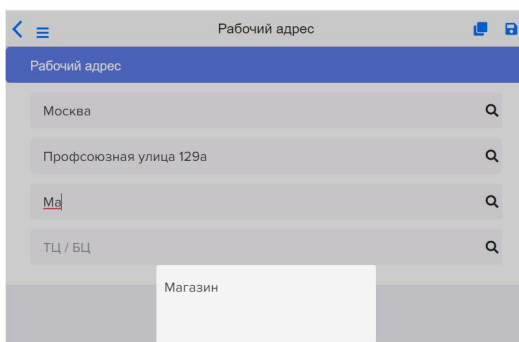 Рабочий адрес
Рабочий адрес
Москва
Профсоюзная улица 129а
Ма
ТЦ / БЦ
Магазин